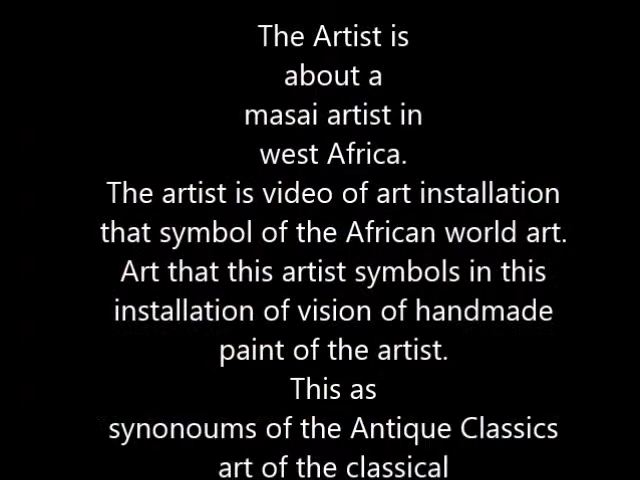 The Artist is
about a
masai artist in
west Africa.
The artist is video of art installation
that symbol of the African world art.
Art that this artist symbols in this
installation of vision of handmade
paint of the artist.
This as
synonoums of the Antique Classics
art of the classical